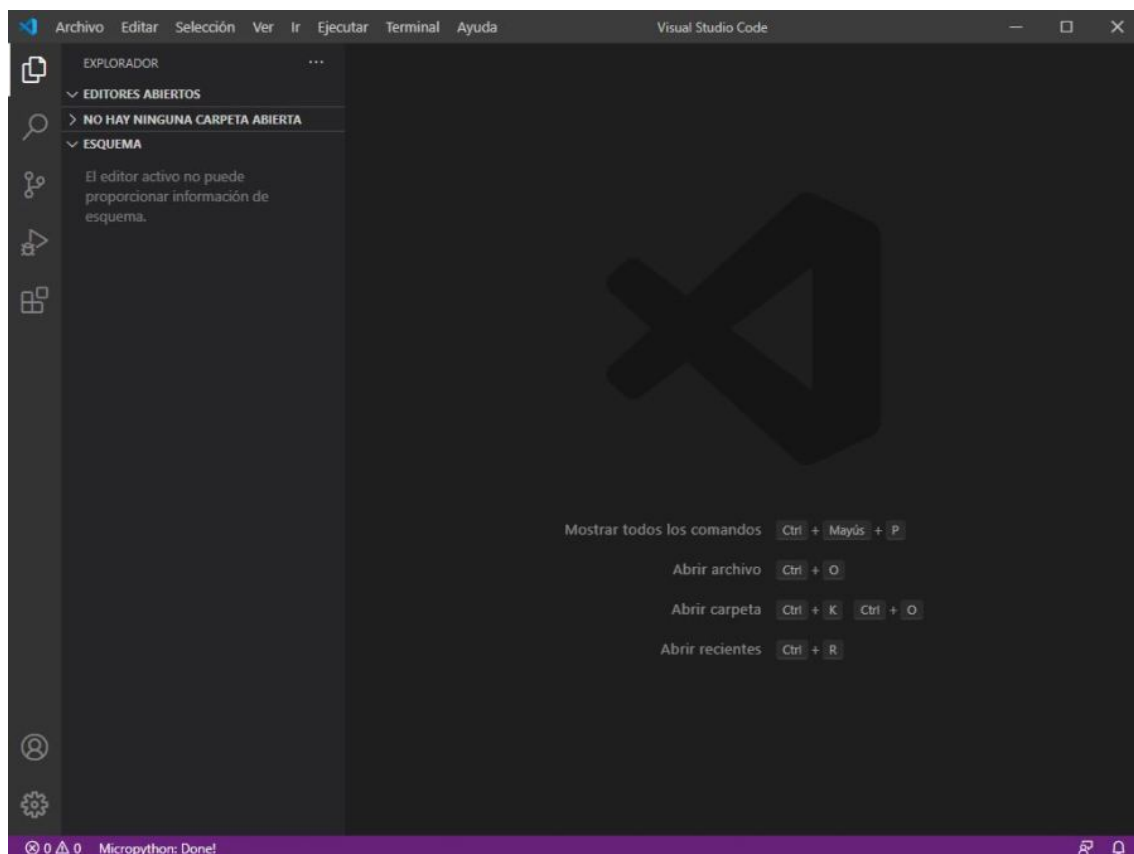 Archivo Editar Selección Ver Ir Ejecutar Terminal Ayuda Visual Studio Code
EXPLORADOR ...
EDITORES ABIERTOS
NO HAY NINGUNA CARPETA ABIERTA
ESQUEMA
El editor activo no puede
proporcionar información de
esquema.
Mostrar todos los comandos Ctrl + Mayús + P
Abrir archivo Ctrl + O
Abrir carpeta Ctrl + K Ctrl + O
Abrir recientes Ctrl + R
0 0 Micropython: Done!